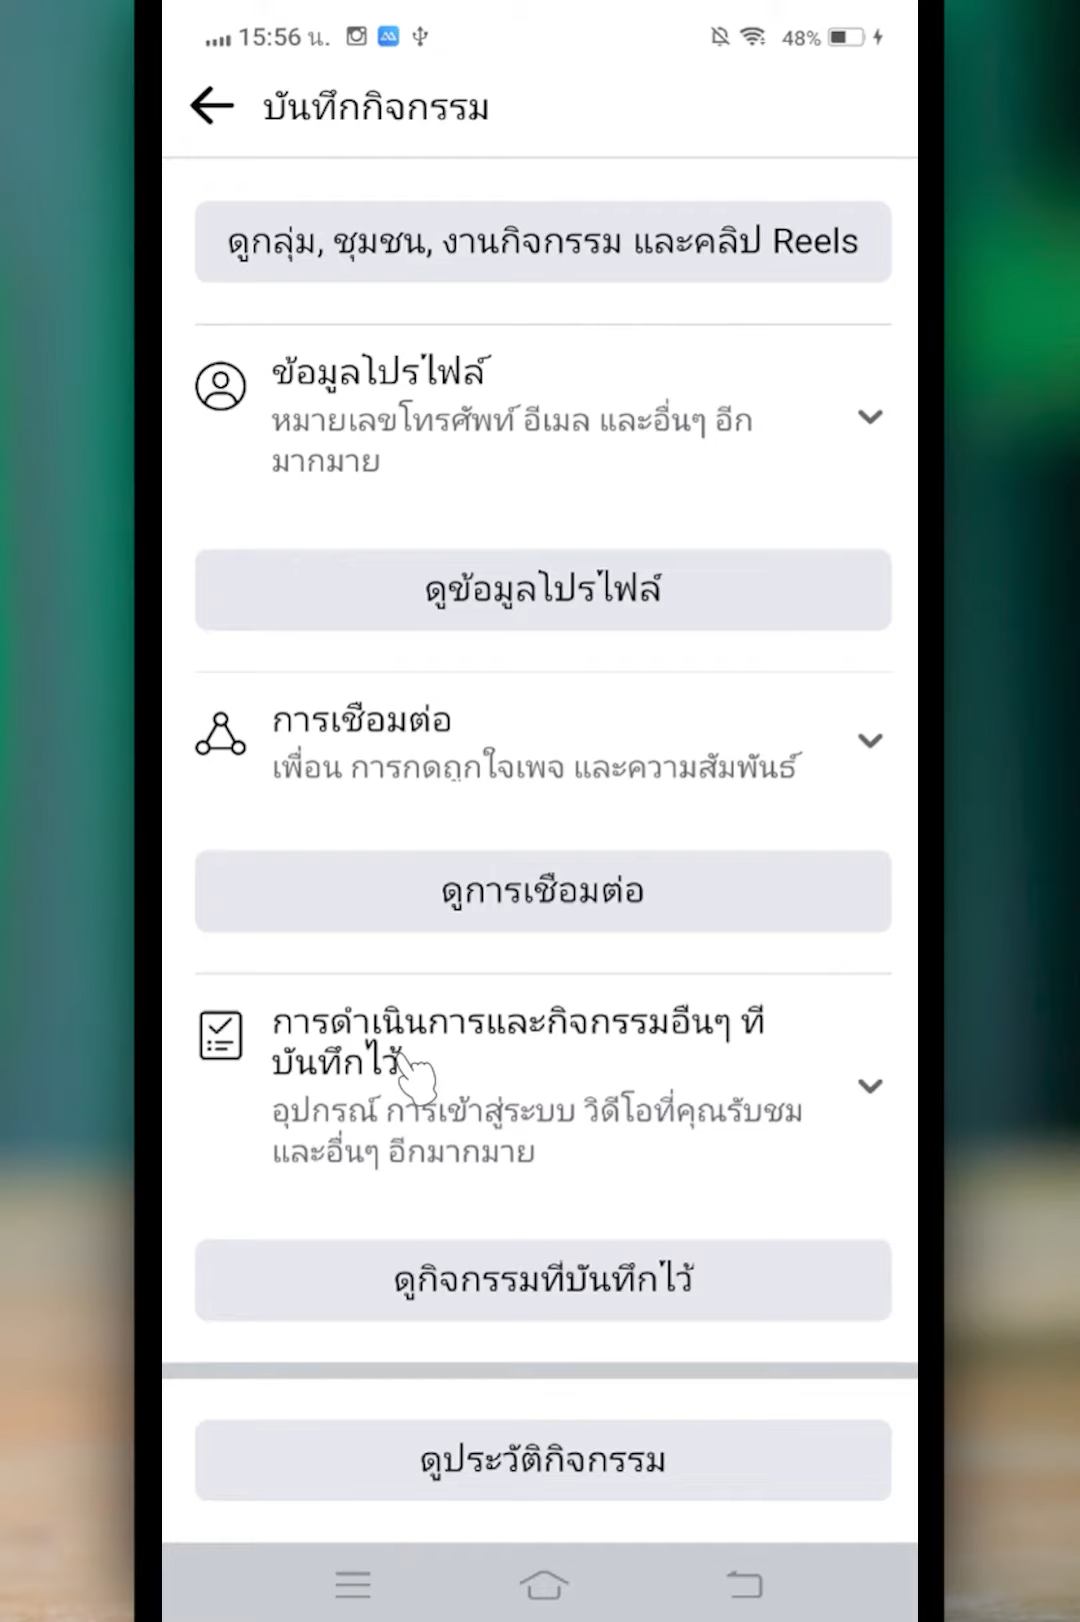 15:56 น. 48%
บันทึกกิจกรรม
ดูกลุ่ม, ชุมชน, งานกิจกรรม และคลิป Reels
ข้อมูลโปรไฟล์
หมายเลขโทรศัพท์ อีเมล และอื่นๆ อีก
มากมาย
ดูข้อมูลโปรไฟล์
การเชื่อมต่อ
เพื่อน การกดถูกใจเพจ และความสัมพันธ์
ดูการเชื่อมต่อ
การดำเนินการและกิจกรรมอื่นๆ ที่
บันทึกไว้
อุปกรณ์ การเข้าสู่ระบบ วิดีโอที่คุณรับชม
และอื่นๆ อีกมากมาย
ดูกิจกรรมที่บันทึกไว้
ดูประวัติกิจกรรม